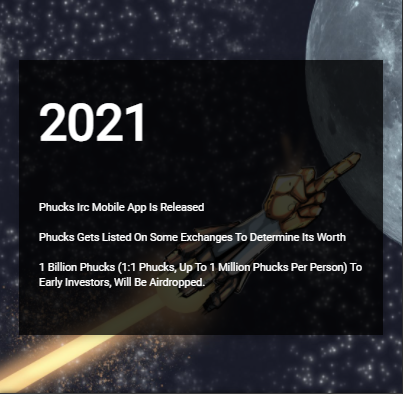 2021
Phucks Irc Mobile App Is Released
Phucks Gets Listed On Some Exchanges To Determine Its Worth
1 Billion Phucks (1:1 Phucks, Up To 1 Million Phucks Per Person) To
Early Investors, Will Be Airdropped.